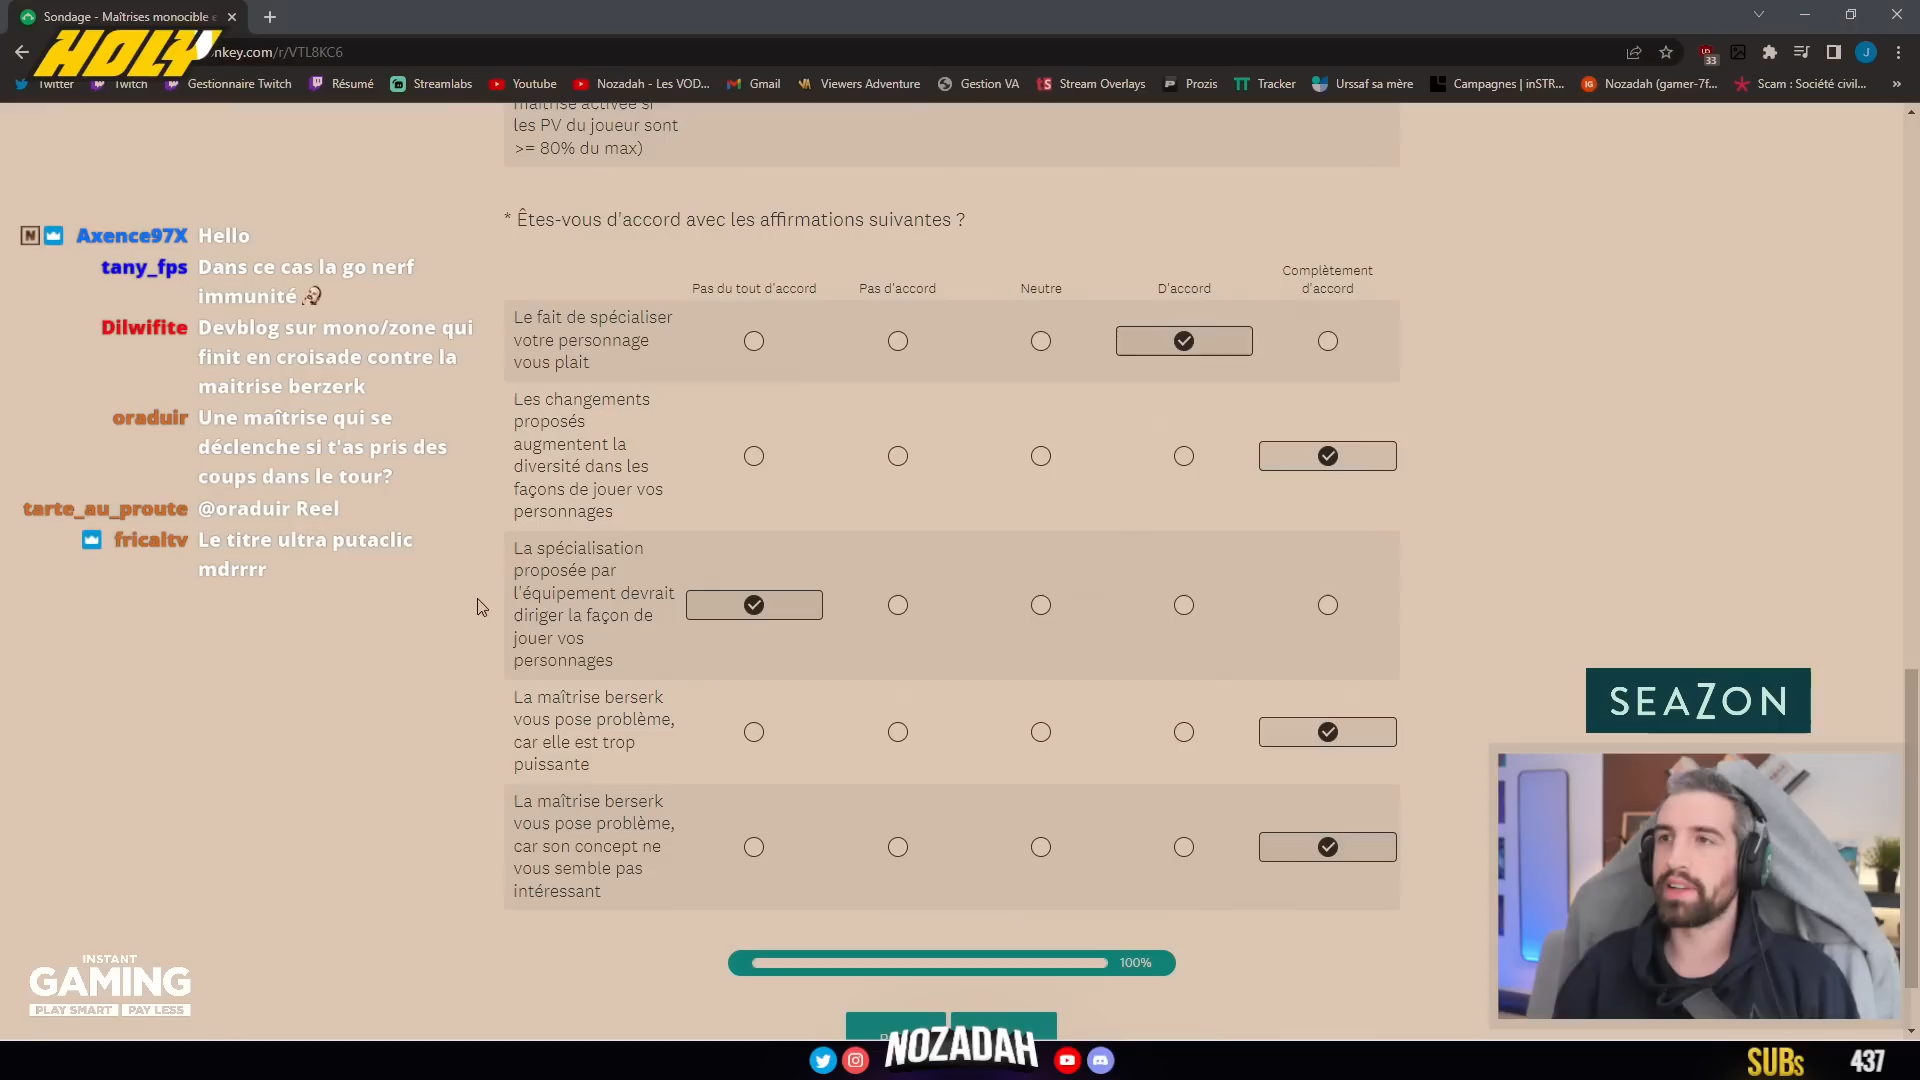 Sondage - Maîtrises monocible e
HOLY
nkey.com/r/VTL8KC6
33
J
Twitter
Twitch
Gestionnaire Twitch
Résumé
Streamlabs
Youtube
Nozadah - Les VOD...
Gmail
Viewers Adventure
Gestion VA
Stream Overlays
Prozis
Tracker
Urssaf sa mère
Campagnes | inSTR...
Nozadah (gamer-7f...
Scam : Société civil...
maîtrise activée si
les PV du joueur sont
>= 80% du max)
* Êtes-vous d'accord avec les affirmations suivantes ?
Pas du tout d'accord
Pas d'accord
Neutre
D'accord
Complètement
d'accord
Le fait de spécialiser
votre personnage
vous plait
Les changements
proposés
augmentent la
diversité dans les
façons de jouer vos
personnages
La spécialisation
proposée par
l'équipement devrait
diriger la façon de
jouer vos
personnages
La maîtrise berserk
vous pose problème,
car elle est trop
puissante
La maîtrise berserk
vous pose problème,
car son concept ne
vous semble pas
intéressant
100%
N Axence97X Hello
tany_fps Dans ce cas la go nerf
immunité
Dilwifite Devblog sur mono/zone qui
finit en croisade contre la
maitrise berzerk
oraduir Une maîtrise qui se
déclenche si t'as pris des
coups dans le tour?
tarte_au_proute @oraduir Reel
fricaltv Le titre ultra putaclic
mdrrrr
SEAZON
INSTANT
GAMING
PLAY SMART PAY LESS
NOZADAH
SUBs 437